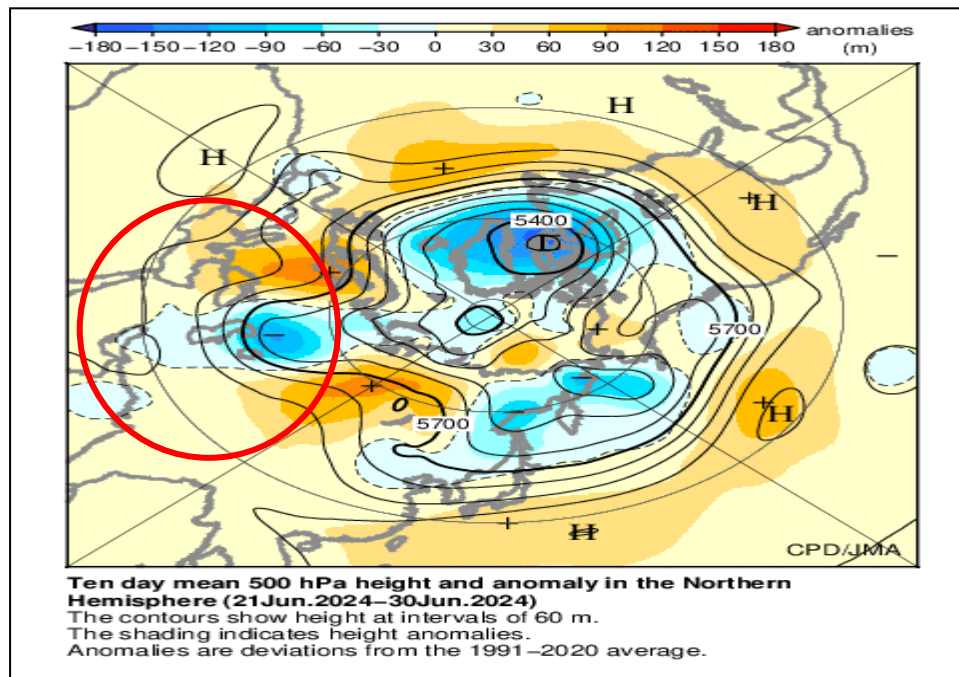 anomalies
−180 −150 −120 −90 −60 −30 0 30 60 90 120 150 180 (m)
H
H
+
+ H
5400
D
−
+
−
+
5700
+
−
+ H
−
5700
+
H
CPD/JMA
Ten day mean 500 hPa height and anomaly in the Northern
Hemisphere (21Jun.2024−30Jun.2024)
The contours show height at intervals of 60 m.
The shading indicates height anomalies.
Anomalies are deviations from the 1991−2020 average.